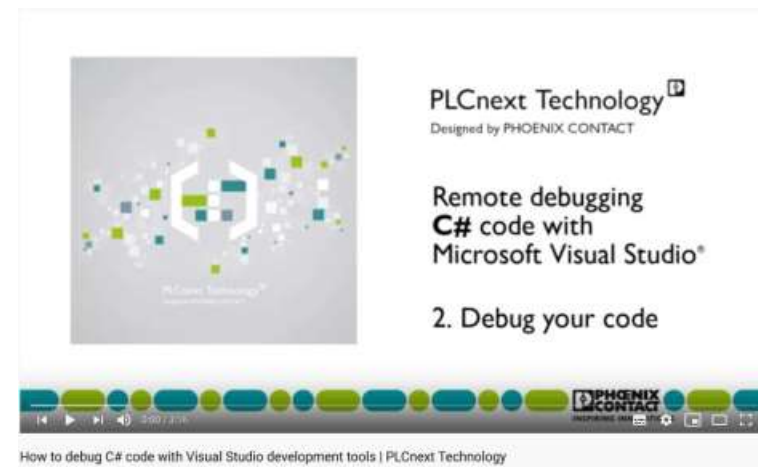 PLCnext Technology
Designed by PHOENIX CONTACT
Remote debugging
C# code with
Microsoft Visual Studio®
2. Debug your code
PLCnext Technology
PHŒNIX
CONTACT
How to debug C# code with Visual Studio development tools | PLCnext Technology